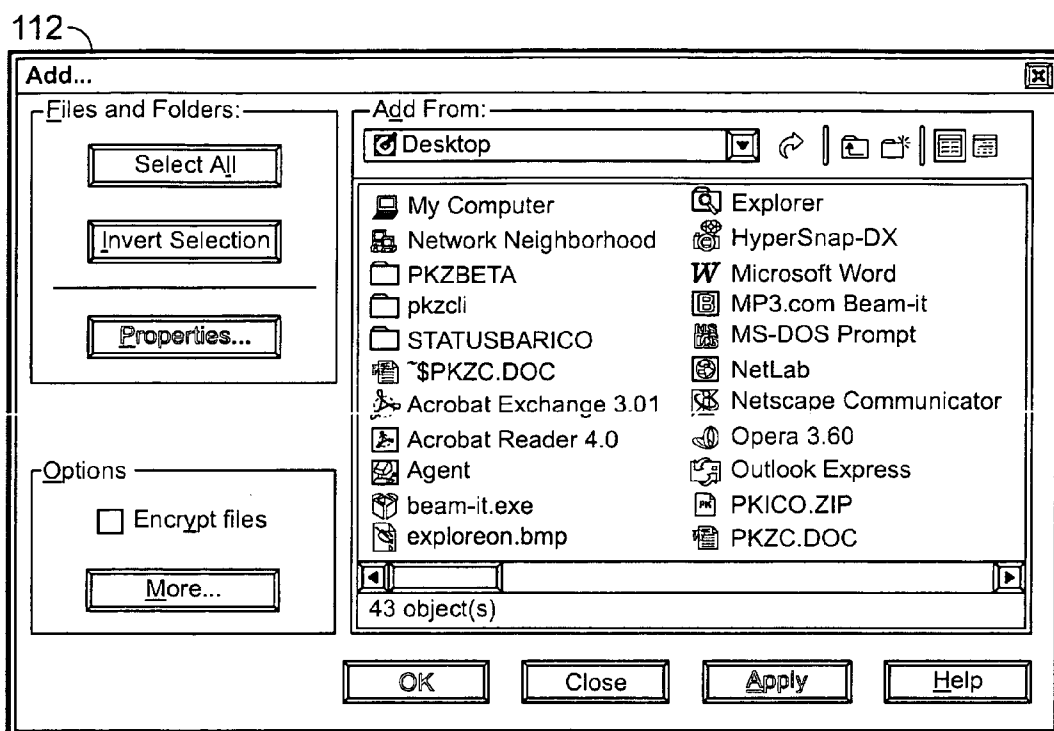 112
Add...
Files and Folders:
Select All
Invert Selection
Properties...
Options
Encrypt files
More...
Add From:
Desktop
My Computer
Network Neighborhood
PKZBETA
pkzcli
STATUSBARICO
~$PKZC.DOC
Acrobat Exchange 3.01
Acrobat Reader 4.0
Agent
beam-it.exe
exploreon.bmp
Explorer
HyperSnap-DX
W Microsoft Word
B MP3.com Beam-it
MS DOS MS-DOS Prompt
NetLab
Netscape Communicator
Opera 3.60
Outlook Express
PK PKICO.ZIP
PKZC.DOC
43 object(s)
OK
Close
Apply
Help